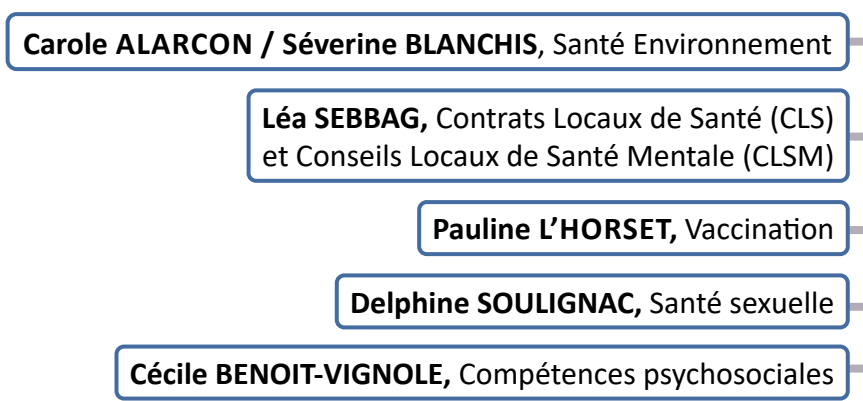 Carole ALARCON / Séverine BLANCHIS, Santé Environnement
Léa SEBBAG, Contrats Locaux de Santé (CLS)
et Conseils Locaux de Santé Mentale (CLSM)
Pauline L’HORSET, Vaccination
Delphine SOULIGNAC, Santé sexuelle
Cécile BENOIT-VIGNOLE, Compétences psychosociales